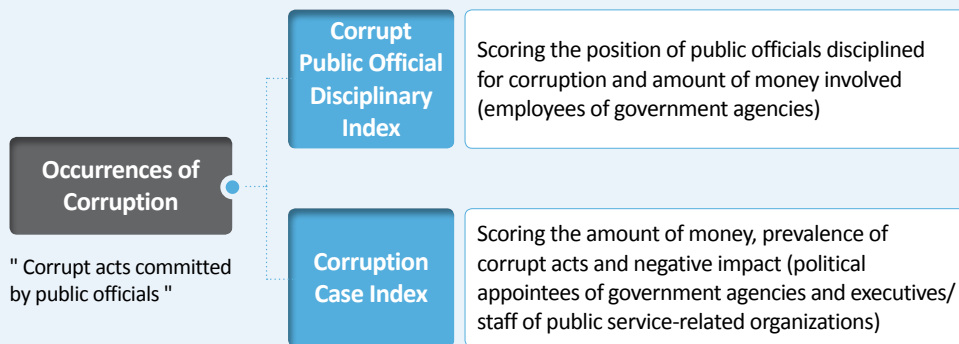 Corrupt
Public Official
Disciplinary
Index
Scoring the position of public officials disciplined
for corruption and amount of money involved
(employees of government agencies)
Occurrences of
Corruption
" Corrupt acts committed
by public officials "
Corruption
Case Index
Scoring the amount of money, prevalence of
corrupt acts and negative impact (political
appointees of government agencies and executives/
staff of public service-related organizations)